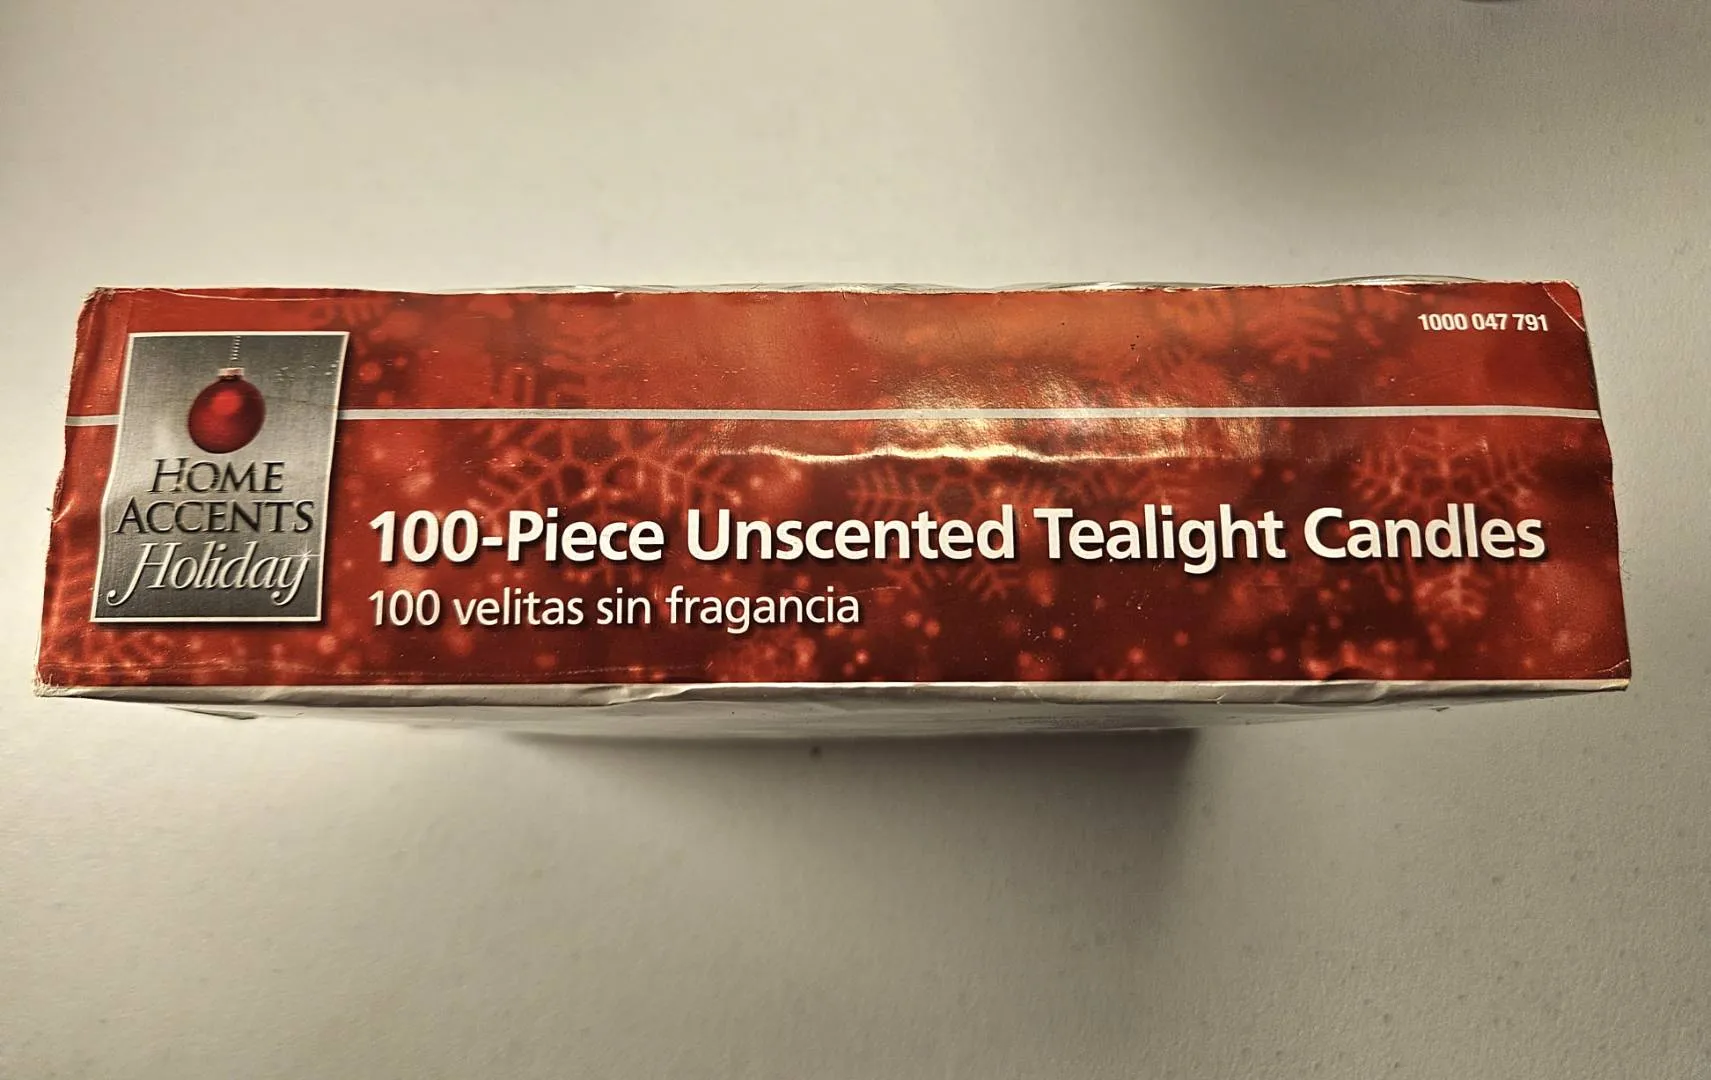 1000 047 791
HOME
ACCENTS
Holiday
100-Piece Unscented Tealight Candles
100 velitas sin fragancia